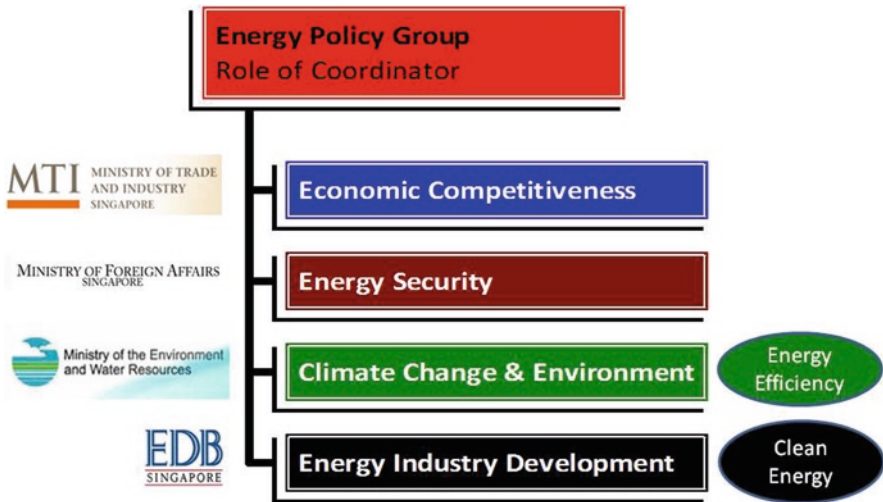 Energy Policy Group
Role of Coordinator
MTI
MINISTRY OF TRADE
AND INDUSTRY
SINGAPORE
Economic Competitiveness
MINISTRY OF FOREIGN AFFAIRS
SINGAPORE
Energy Security
Ministry of the Environment
and Water Resources
Climate Change & Environment
Energy
Efficiency
EDB
SINGAPORE
Energy Industry Development
Clean
Energy